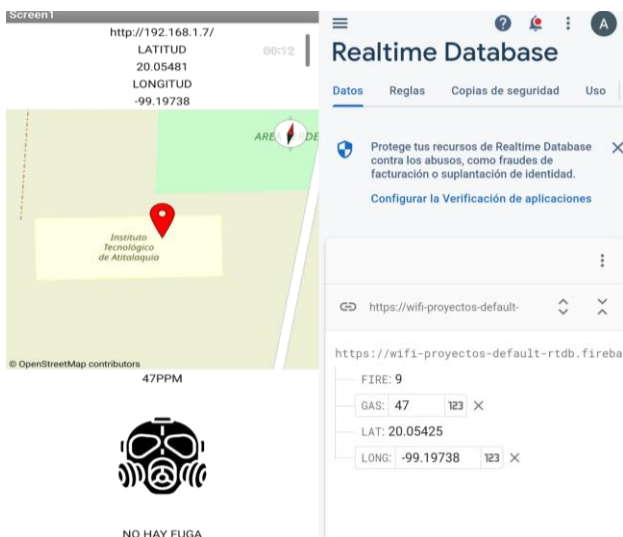 Screen1
http://192.168.1.7/
LATITUD
00:12
20.05481
LONGITUD
-99.19738
Instituto
Tecnológico
de Atitalaquia
© OpenStreetMap contributors
47PPM
NO HAY FUGA
A
Realtime Database
Datos Reglas Copias de seguridad Uso
Protege tus recursos de Realtime Database
contra los abusos, como fraudes de
facturación o suplantación de identidad.
Configurar la Verificación de aplicaciones
https://wifi-proyectos-default-
https://wifi-proyectos-default-rtdb.fireba
FIRE: 9
GAS: 47 123
LAT: 20.05425
LONG: -99.19738 123